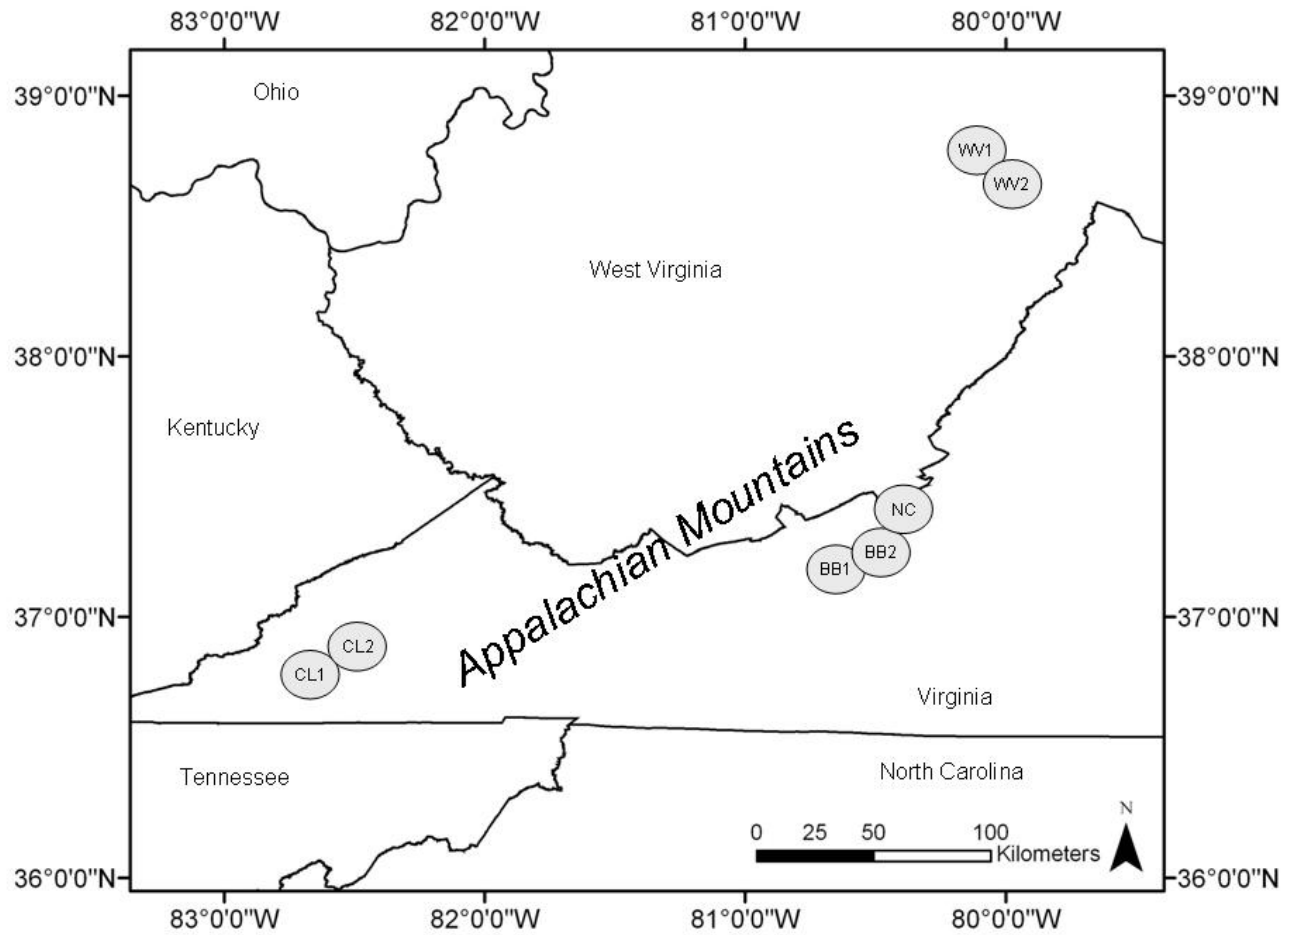 83°0'0"W 82°0'0"W 81°0'0"W 80°0'0"W
39°0'0"N 39°0'0"N
Ohio
WV1
WV2
West Virginia
38°0'0"N 38°0'0"N
Kentucky
Appalachian Mountains
NC
BB2
BB1
37°0'0"N 37°0'0"N
CL2
CL1
Virginia
Tennessee
North Carolina
N
0 25 50 100
Kilometers
36°0'0"N 36°0'0"N
83°0'0"W 82°0'0"W 81°0'0"W 80°0'0"W